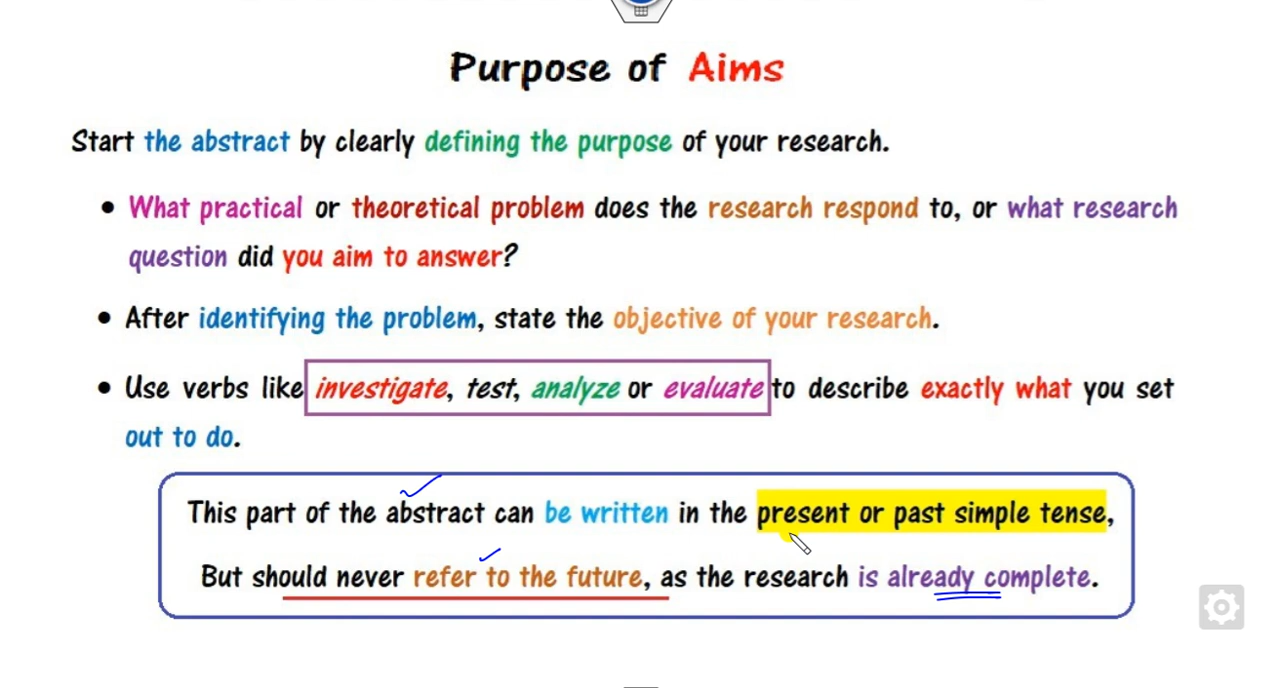 Purpose of Aims
Start the abstract by clearly defining the purpose of your research.
• What practical or theoretical problem does the research respond to, or what research
question did you aim to answer?
• After identifying the problem, state the objective of your research.
• Use verbs like investigate, test, analyze or evaluate to describe exactly what you set
out to do.
This part of the abstract can be written in the present or past simple tense,
But should never refer to the future, as the research is already complete.